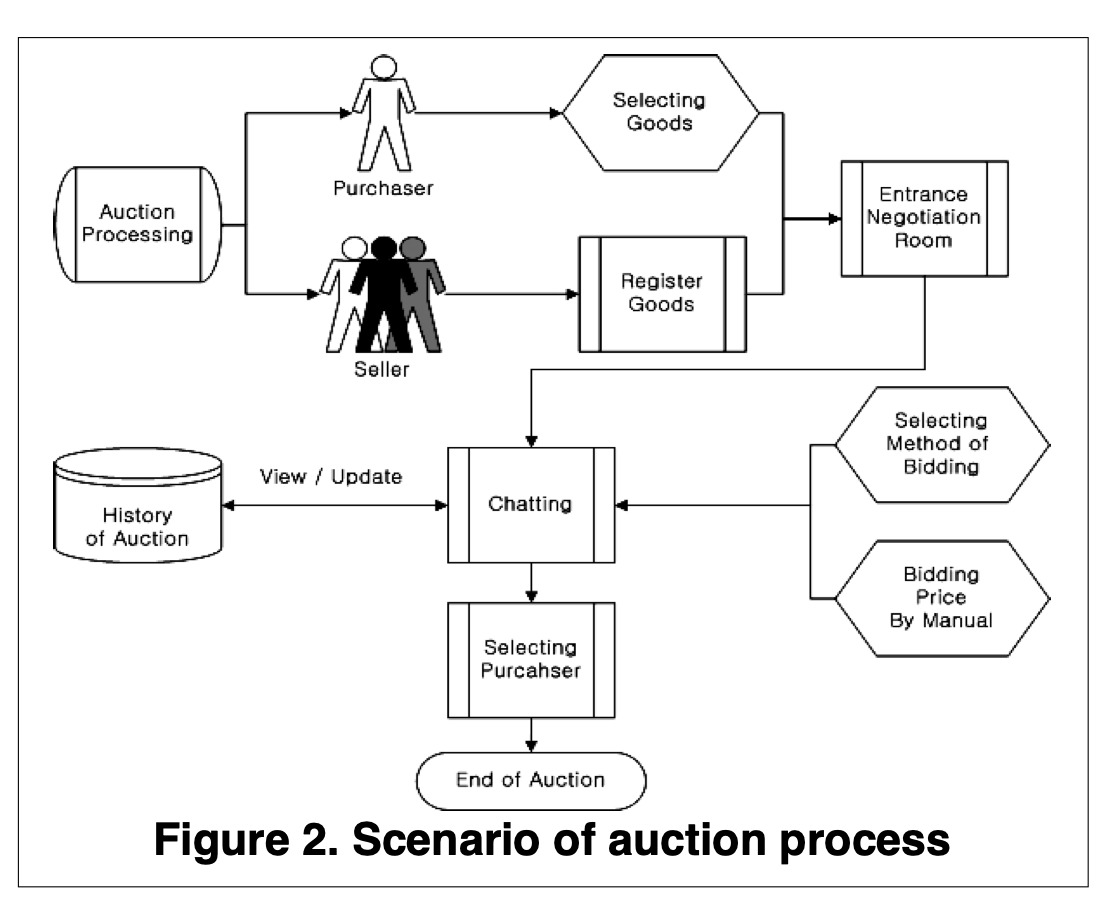 Purchaser
Selecting
Goods
Auction
Processing
Entrance
Negotiation
Room
Register
Goods
Seller
Selecting
Method of
Bidding
View / Update
History
of Auction
Chatting
Bidding
Price
By Manual
Selecting
Purcahser
End of Auction
Figure 2. Scenario of auction process